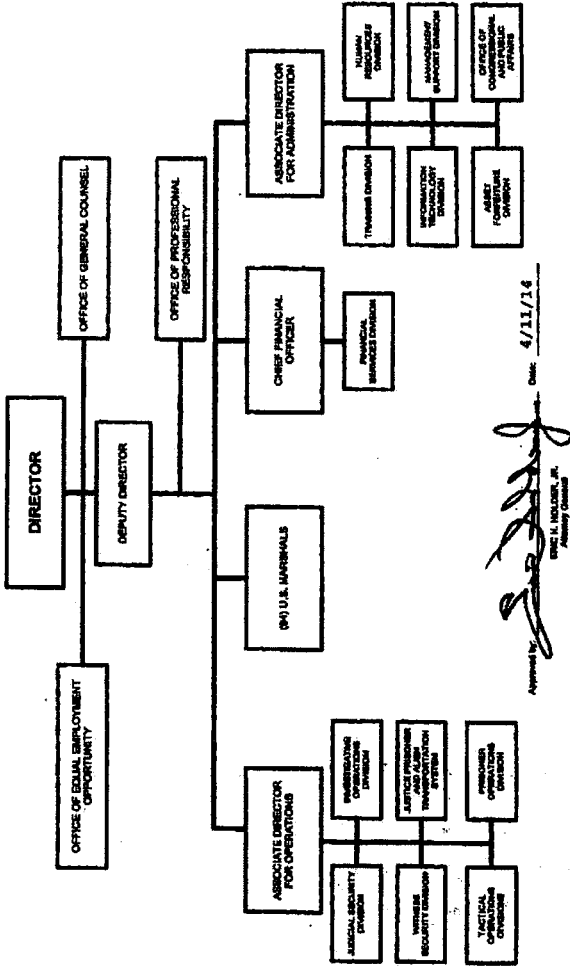 DIRECTOR
OFFICE OF EQUAL EMPLOYMENT
OPPORTUNITY
OFFICE OF GENERAL COUNSEL
DEPUTY DIRECTOR
OFFICE OF PROFESSIONAL
RESPONSIBILITY
ASSOCIATE DIRECTOR
FOR OPERATIONS
(94) U.S. MARSHALS
CHIEF FINANCIAL
OFFICER
ASSOCIATE DIRECTOR
FOR ADMINISTRATION
JUDICIAL SECURITY
DIVISION
INVESTIGATIVE
OPERATIONS
DIVISION
WITNESS
SECURITY DIVISION
JUSTICE PRISONER
AND ALIEN
TRANSPORTATION
SYSTEM
TACTICAL
OPERATIONS
DIVISIONS
PRISONER
OPERATIONS
DIVISION
FINANCIAL
SERVICES DIVISION
TRAINING DIVISION
HUMAN
RESOURCES
DIVISION
INFORMATION
TECHNOLOGY
DIVISION
MANAGEMENT
SUPPORT DIVISION
ASSET
FORFEITURE
DIVISION
OFFICE OF
CONGRESSIONAL
AND PUBLIC
AFFAIRS
Approved by:
Date: 4/11/14
ERIC H. HOLDER, JR.
Attorney General